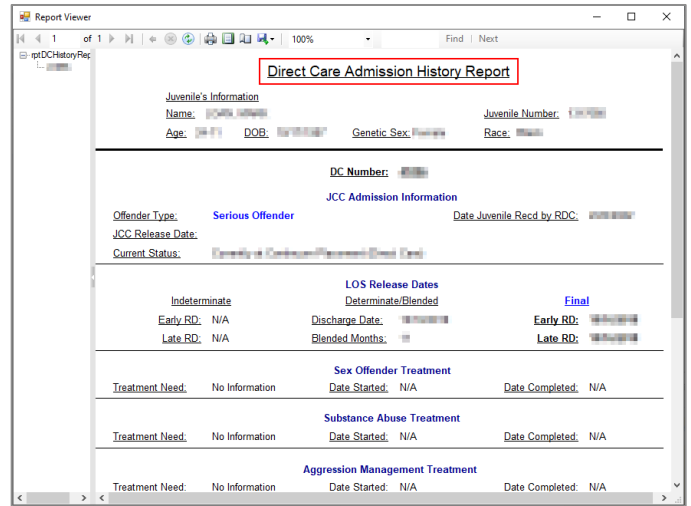 Report Viewer
1 of 1 100% Find | Next
rptDCHistoryRep
Direct Care Admission History Report
Juvenile's Information
Name: Juvenile Number:
Age: DOB: Genetic Sex: Race:
DC Number:
JCC Admission Information
Offender Type: Serious Offender Date Juvenile Recd by RDC:
JCC Release Date:
Current Status:
LOS Release Dates
Indeterminate Determinate/Blended Final
Early RD: N/A Discharge Date: Early RD:
Late RD: N/A Blended Months: Late RD:
Sex Offender Treatment
Treatment Need: No Information Date Started: N/A Date Completed: N/A
Substance Abuse Treatment
Treatment Need: No Information Date Started: N/A Date Completed: N/A
Aggression Management Treatment
Treatment Need: No Information Date Started: N/A Date Completed: N/A